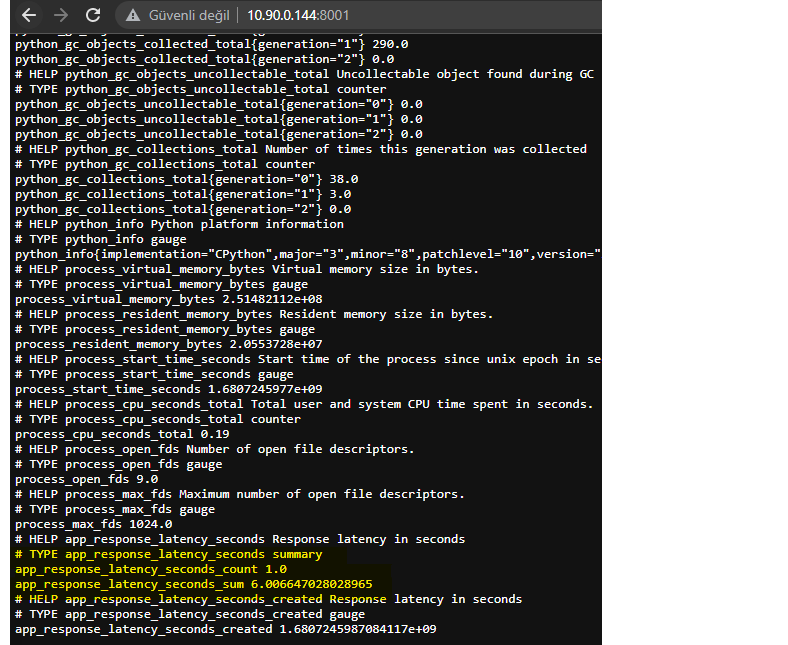 Güvenli değil | 10.90.0.144:8001
python_gc_objects_collected_total{generation="1"} 290.0
python_gc_objects_collected_total{generation="2"} 0.0
# HELP python_gc_objects_uncollectable_total Uncollectable object found during GC
# TYPE python_gc_objects_uncollectable_total counter
python_gc_objects_uncollectable_total{generation="0"} 0.0
python_gc_objects_uncollectable_total{generation="1"} 0.0
python_gc_objects_uncollectable_total{generation="2"} 0.0
# HELP python_gc_collections_total Number of times this generation was collected
# TYPE python_gc_collections_total counter
python_gc_collections_total{generation="0"} 38.0
python_gc_collections_total{generation="1"} 3.0
python_gc_collections_total{generation="2"} 0.0
# HELP python_info Python platform information
# TYPE python_info gauge
python_info{implementation="CPython",major="3",minor="8",patchlevel="10",version="
# HELP process_virtual_memory_bytes Virtual memory size in bytes.
# TYPE process_virtual_memory_bytes gauge
process_virtual_memory_bytes 2.51482112e+08
# HELP process_resident_memory_bytes Resident memory size in bytes.
# TYPE process_resident_memory_bytes gauge
process_resident_memory_bytes 2.0553728e+07
# HELP process_start_time_seconds Start time of the process since unix epoch in se
# TYPE process_start_time_seconds gauge
process_start_time_seconds 1.6807245977e+09
# HELP process_cpu_seconds_total Total user and system CPU time spent in seconds.
# TYPE process_cpu_seconds_total counter
process_cpu_seconds_total 0.19
# HELP process_open_fds Number of open file descriptors.
# TYPE process_open_fds gauge
process_open_fds 9.0
# HELP process_max_fds Maximum number of open file descriptors.
# TYPE process_max_fds gauge
process_max_fds 1024.0
# HELP app_response_latency_seconds Response latency in seconds
# TYPE app_response_latency_seconds summary
app_response_latency_seconds_count 1.0
app_response_latency_seconds_sum 6.006647028028965
# HELP app_response_latency_seconds_created Response latency in seconds
# TYPE app_response_latency_seconds_created gauge
app_response_latency_seconds_created 1.6807245987084117e+09